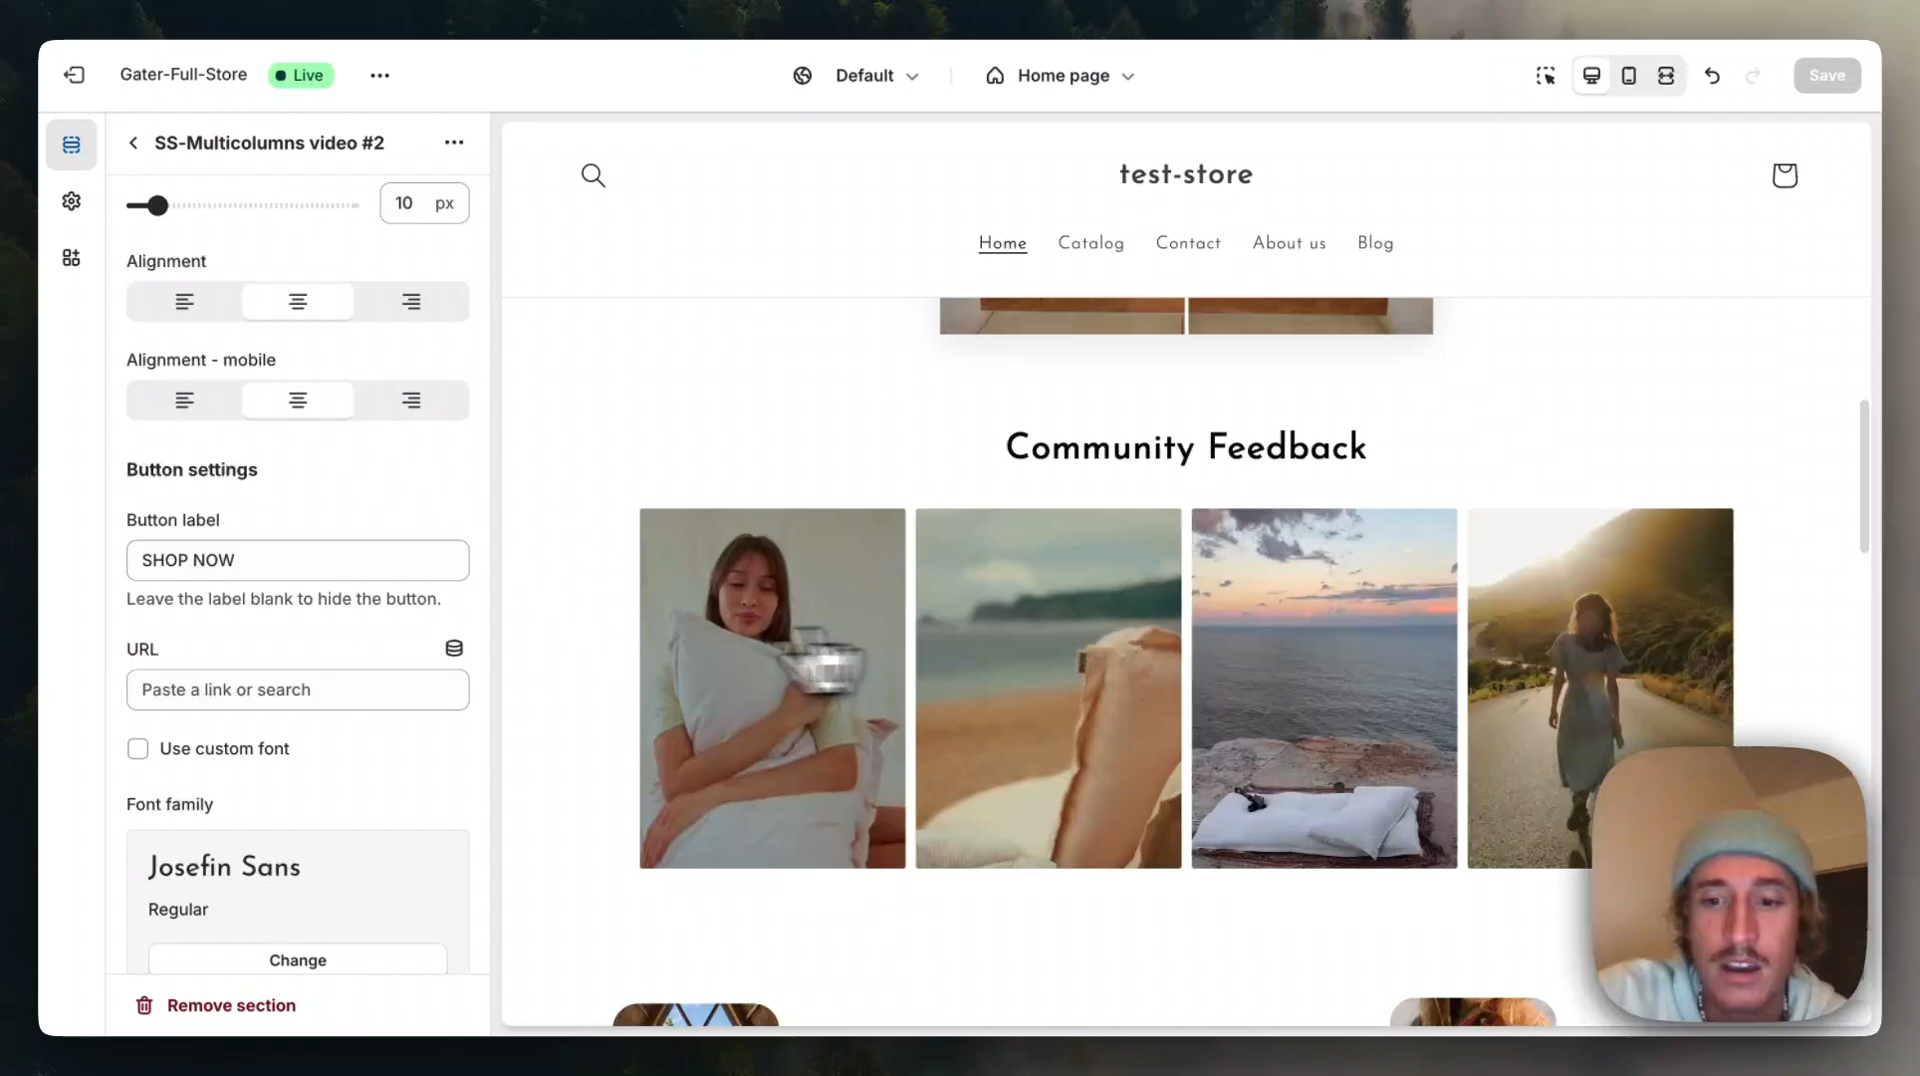 Gater-Full-Store
Live
Default
Home page
Save
SS-Multicolumns video #2
10 px
Alignment
Alignment - mobile
Button settings
Button label
SHOP NOW
Leave the label blank to hide the button.
URL
Paste a link or search
Use custom font
Font family
Josefin Sans
Regular
Change
Remove section
test-store
Home Catalog Contact About us Blog
Community Feedback